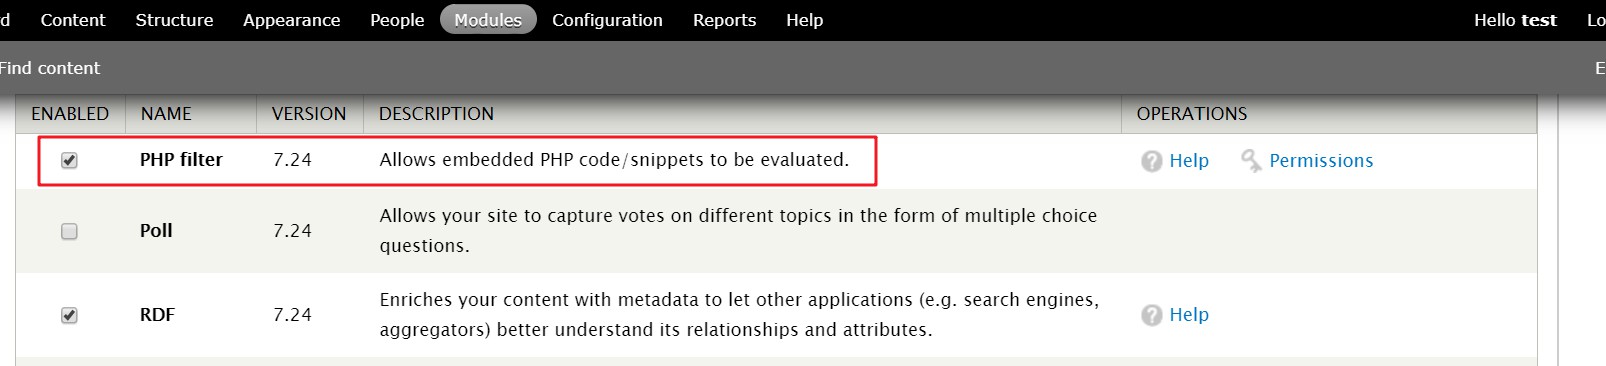 Content Structure Appearance People Modules Configuration Reports Help Hello test
Find content
ENABLED NAME VERSION DESCRIPTION OPERATIONS
PHP filter 7.24 Allows embedded PHP code/snippets to be evaluated. Help Permissions
Poll 7.24 Allows your site to capture votes on different topics in the form of multiple choice
questions.
RDF 7.24 Enriches your content with metadata to let other applications (e.g. search engines,
aggregators) better understand its relationships and attributes. Help